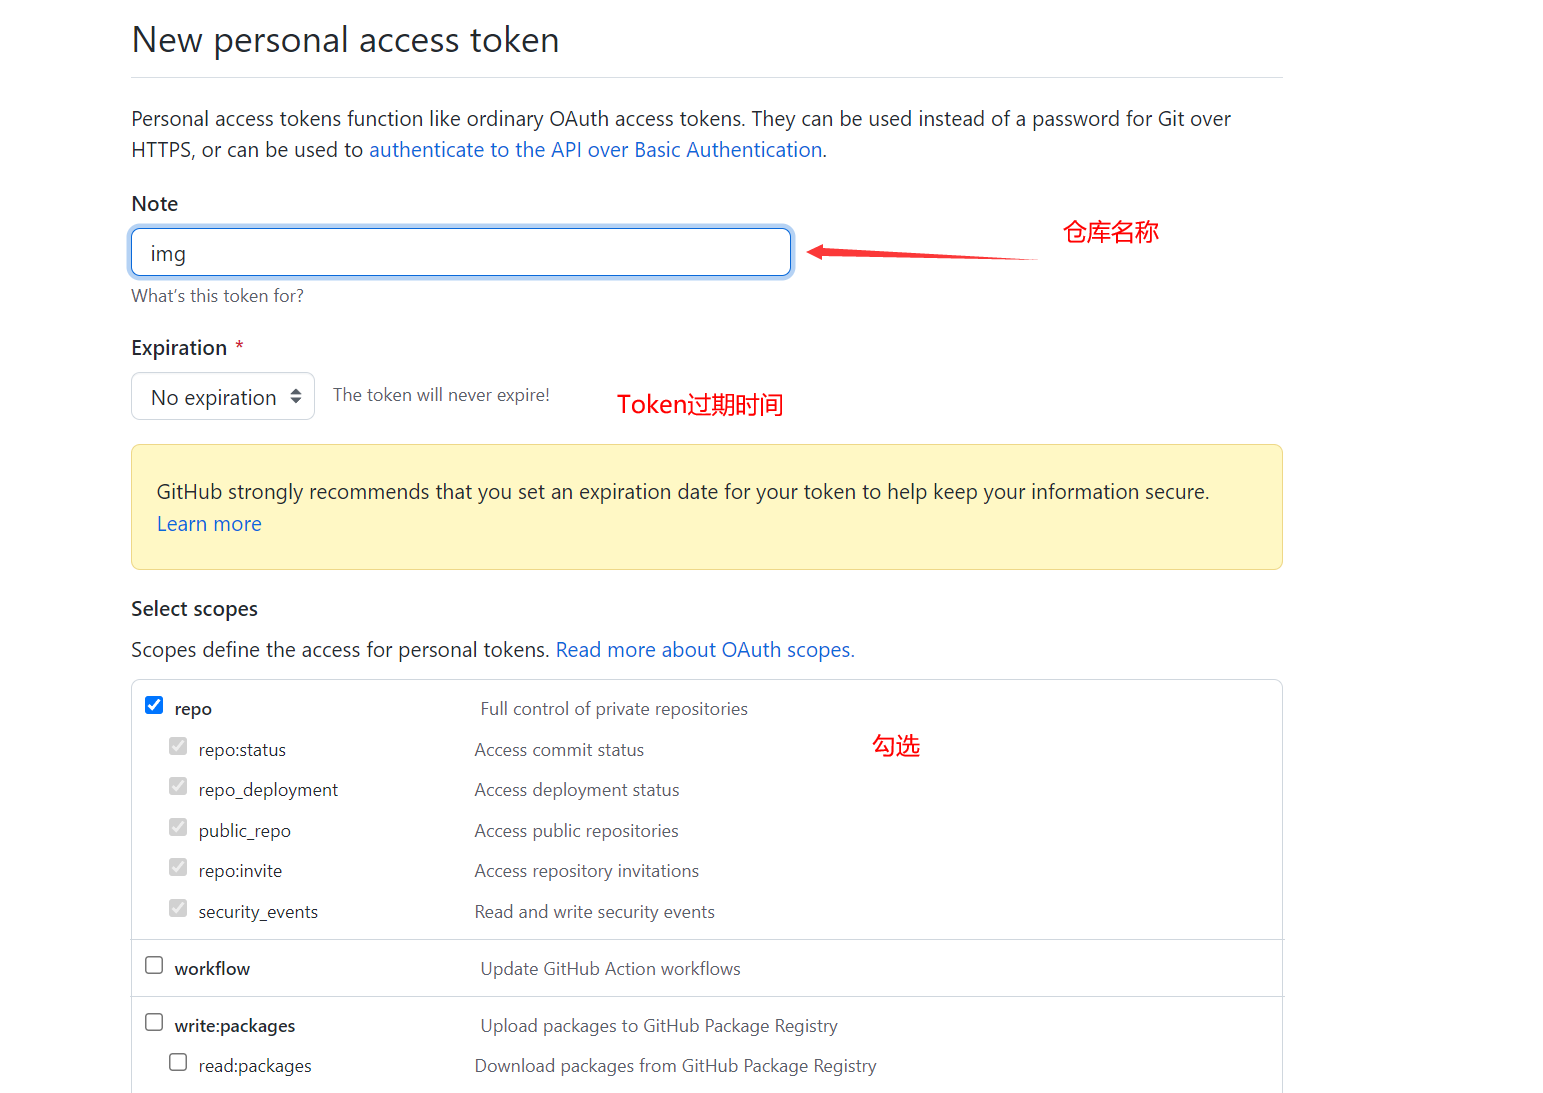 New personal access token
Personal access tokens function like ordinary OAuth access tokens. They can be used instead of a password for Git over
HTTPS, or can be used to authenticate to the API over Basic Authentication.
Note
仓库名称
img
What's this token for?
Expiration *
No expiration The token will never expire!
Token过期时间
GitHub strongly recommends that you set an expiration date for your token to help keep your information secure.
Learn more
Select scopes
Scopes define the access for personal tokens. Read more about OAuth scopes.
repo Full control of private repositories
勾选
repo:status Access commit status
repo_deployment Access deployment status
public_repo Access public repositories
repo:invite Access repository invitations
security_events Read and write security events
workflow Update GitHub Action workflows
write:packages Upload packages to GitHub Package Registry
read:packages Download packages from GitHub Package Registry